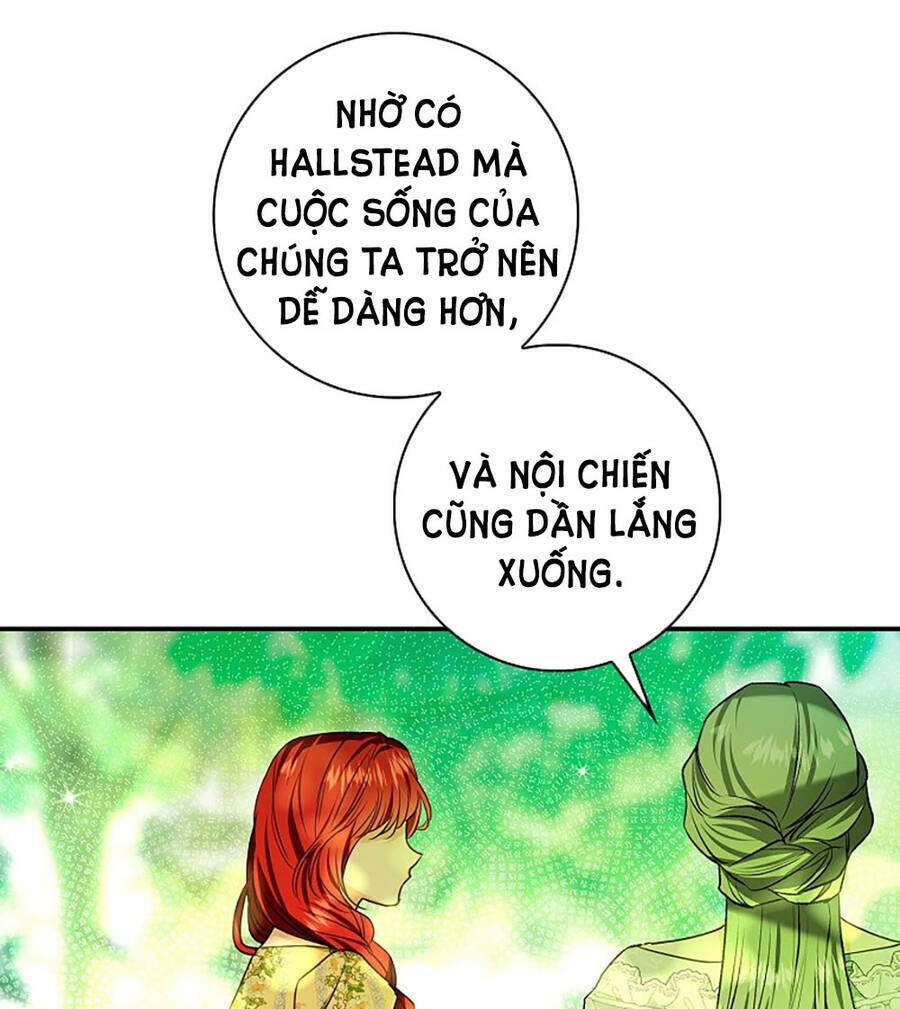 NHỜ CÓ
HALLSTEAD MÀ
CUỘC SỐNG CỦA
CHÚNG TA TRỞ NÊN
DỄ DÀNG HƠN,
VÀ NỘI CHIẾN
CŨNG DẦN LẮNG
XUỐNG.